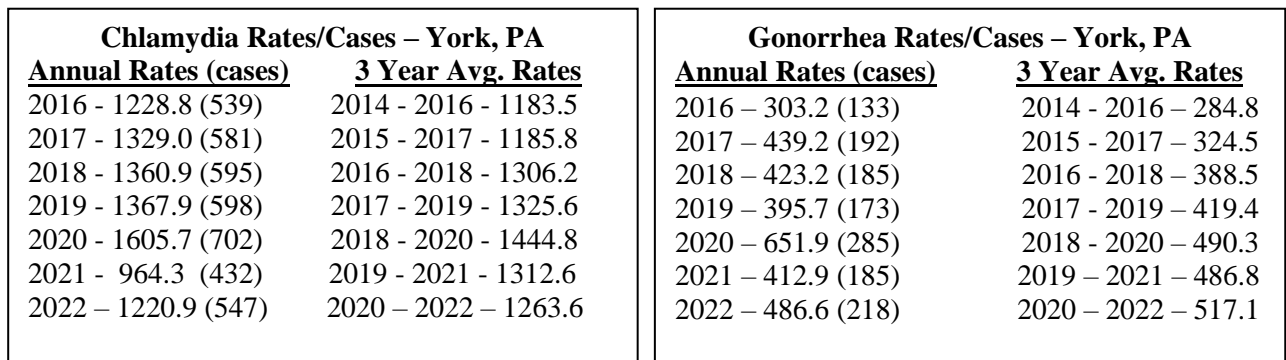 Chlamydia Rates/Cases – York, PA
Annual Rates (cases) 3 Year Avg. Rates
2016 - 1228.8 (539) 2014 - 2016 - 1183.5
2017 - 1329.0 (581) 2015 - 2017 - 1185.8
2018 - 1360.9 (595) 2016 - 2018 - 1306.2
2019 - 1367.9 (598) 2017 - 2019 - 1325.6
2020 - 1605.7 (702) 2018 - 2020 - 1444.8
2021 - 964.3 (432) 2019 - 2021 - 1312.6
2022 – 1220.9 (547) 2020 – 2022 – 1263.6
Gonorrhea Rates/Cases – York, PA
Annual Rates (cases) 3 Year Avg. Rates
2016 – 303.2 (133) 2014 - 2016 – 284.8
2017 – 439.2 (192) 2015 - 2017 – 324.5
2018 – 423.2 (185) 2016 - 2018 – 388.5
2019 – 395.7 (173) 2017 - 2019 – 419.4
2020 – 651.9 (285) 2018 - 2020 – 490.3
2021 – 412.9 (185) 2019 – 2021 – 486.8
2022 – 486.6 (218) 2020 – 2022 – 517.1